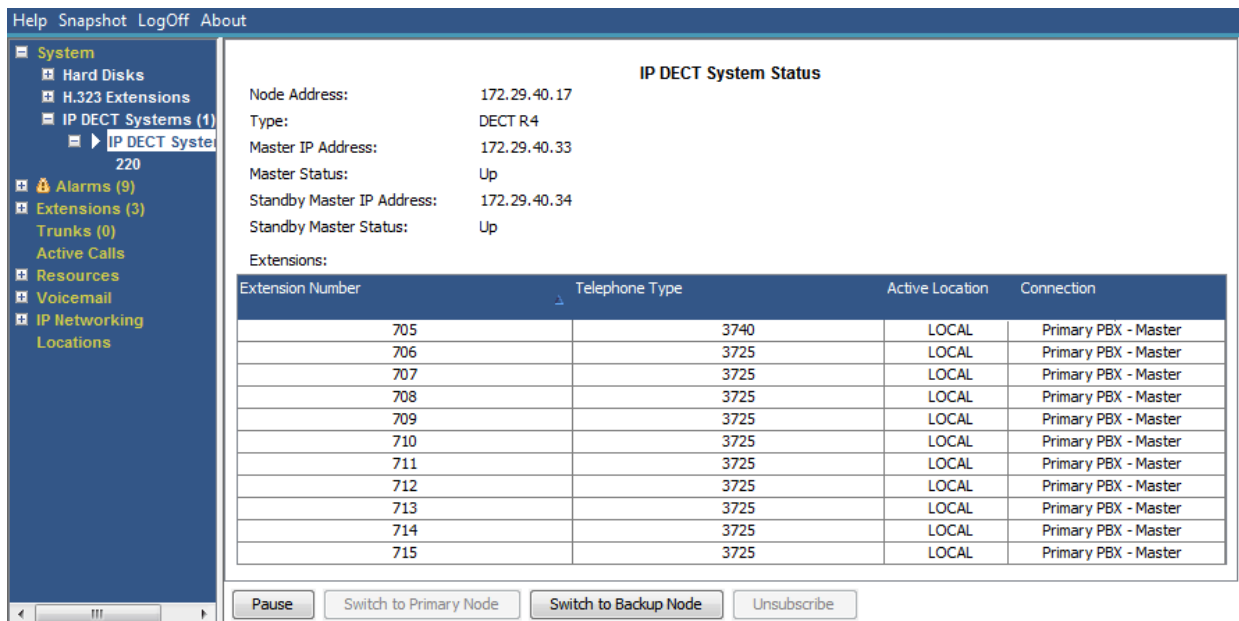 Help Snapshot LogOff About
System
Hard Disks
H.323 Extensions
IP DECT Systems (1)
IP DECT System
220
Alarms (9)
Extensions (3)
Trunks (0)
Active Calls
Resources
Voicemail
IP Networking
Locations
IP DECT System Status
Node Address: 172.29.40.17
Type: DECT R4
Master IP Address: 172.29.40.33
Master Status: Up
Standby Master IP Address: 172.29.40.34
Standby Master Status: Up
Extensions:
Extension Number Telephone Type Active Location Connection
705 3740 LOCAL Primary PBX - Master
706 3725 LOCAL Primary PBX - Master
707 3725 LOCAL Primary PBX - Master
708 3725 LOCAL Primary PBX - Master
709 3725 LOCAL Primary PBX - Master
710 3725 LOCAL Primary PBX - Master
711 3725 LOCAL Primary PBX - Master
712 3725 LOCAL Primary PBX - Master
713 3725 LOCAL Primary PBX - Master
714 3725 LOCAL Primary PBX - Master
715 3725 LOCAL Primary PBX - Master
Pause Switch to Primary Node Switch to Backup Node Unsubscribe